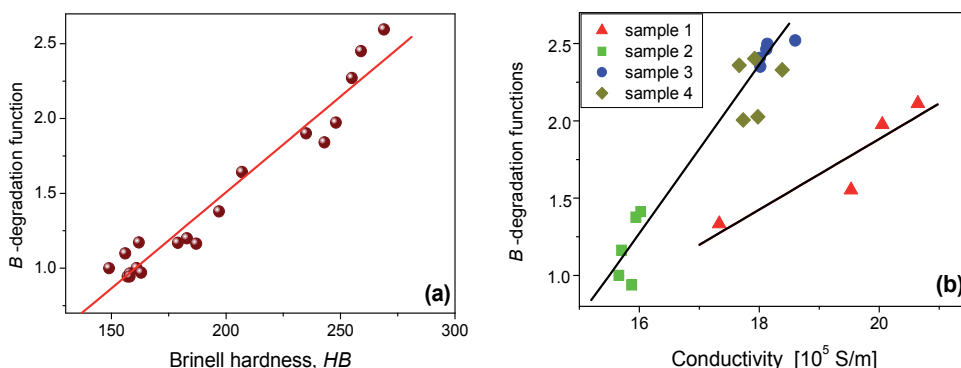 B-degradation function
2.5
2.0
1.5
1.0
150
200
250
300
Brinell hardness, HB
(a)
B-degradation functions
2.5
2.0
1.5
1.0
sample 1
sample 2
sample 3
sample 4
16
18
20
Conductivity [10⁵ S/m]
(b)